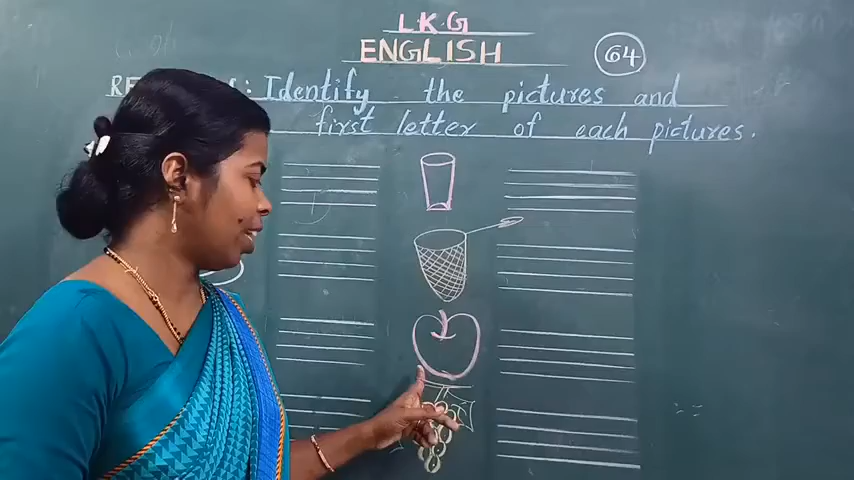 LKG
ENGLISH
64
Identify the pictures and
first letter of each pictures.